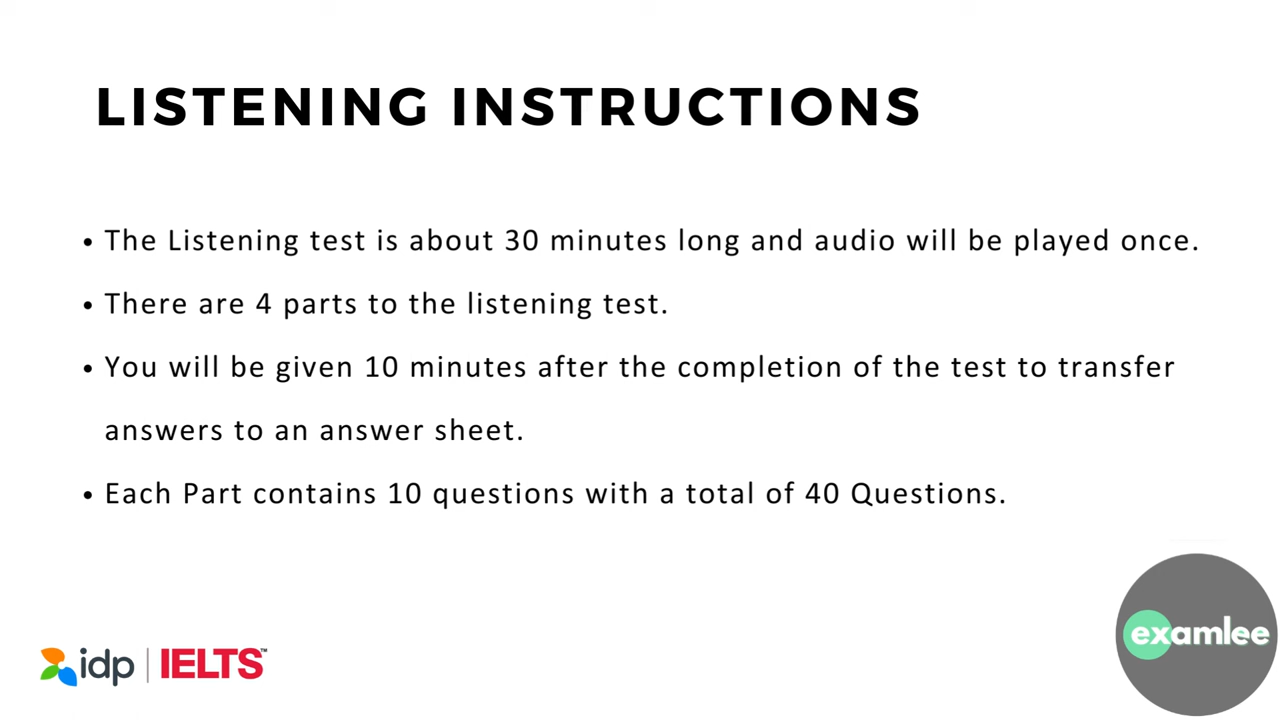 LISTENING INSTRUCTIONS
• The Listening test is about 30 minutes long and audio will be played once.
• There are 4 parts to the listening test.
• You will be given 10 minutes after the completion of the test to transfer
answers to an answer sheet.
• Each Part contains 10 questions with a total of 40 Questions.
examlee
idp | IELTS™